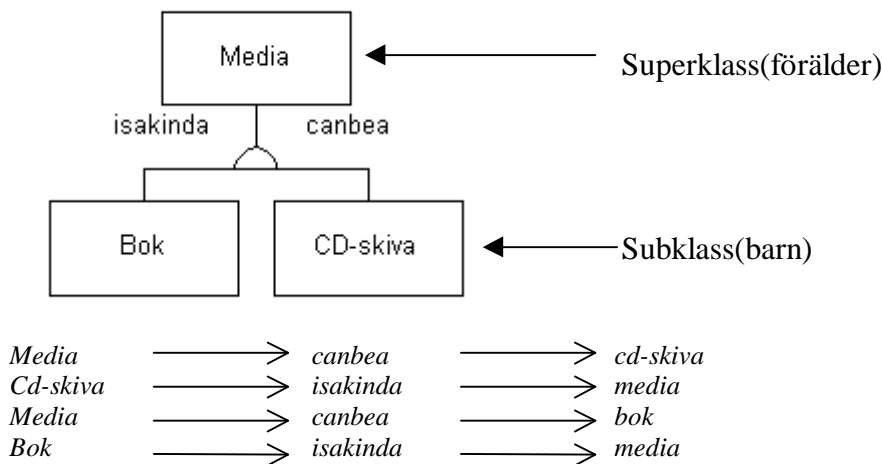 Media
Superklass(förälder)
isakinda canbea
Bok
CD-skiva
Subklass(barn)
Media canbea cd-skiva
Cd-skiva isakinda media
Media canbea bok
Bok isakinda media